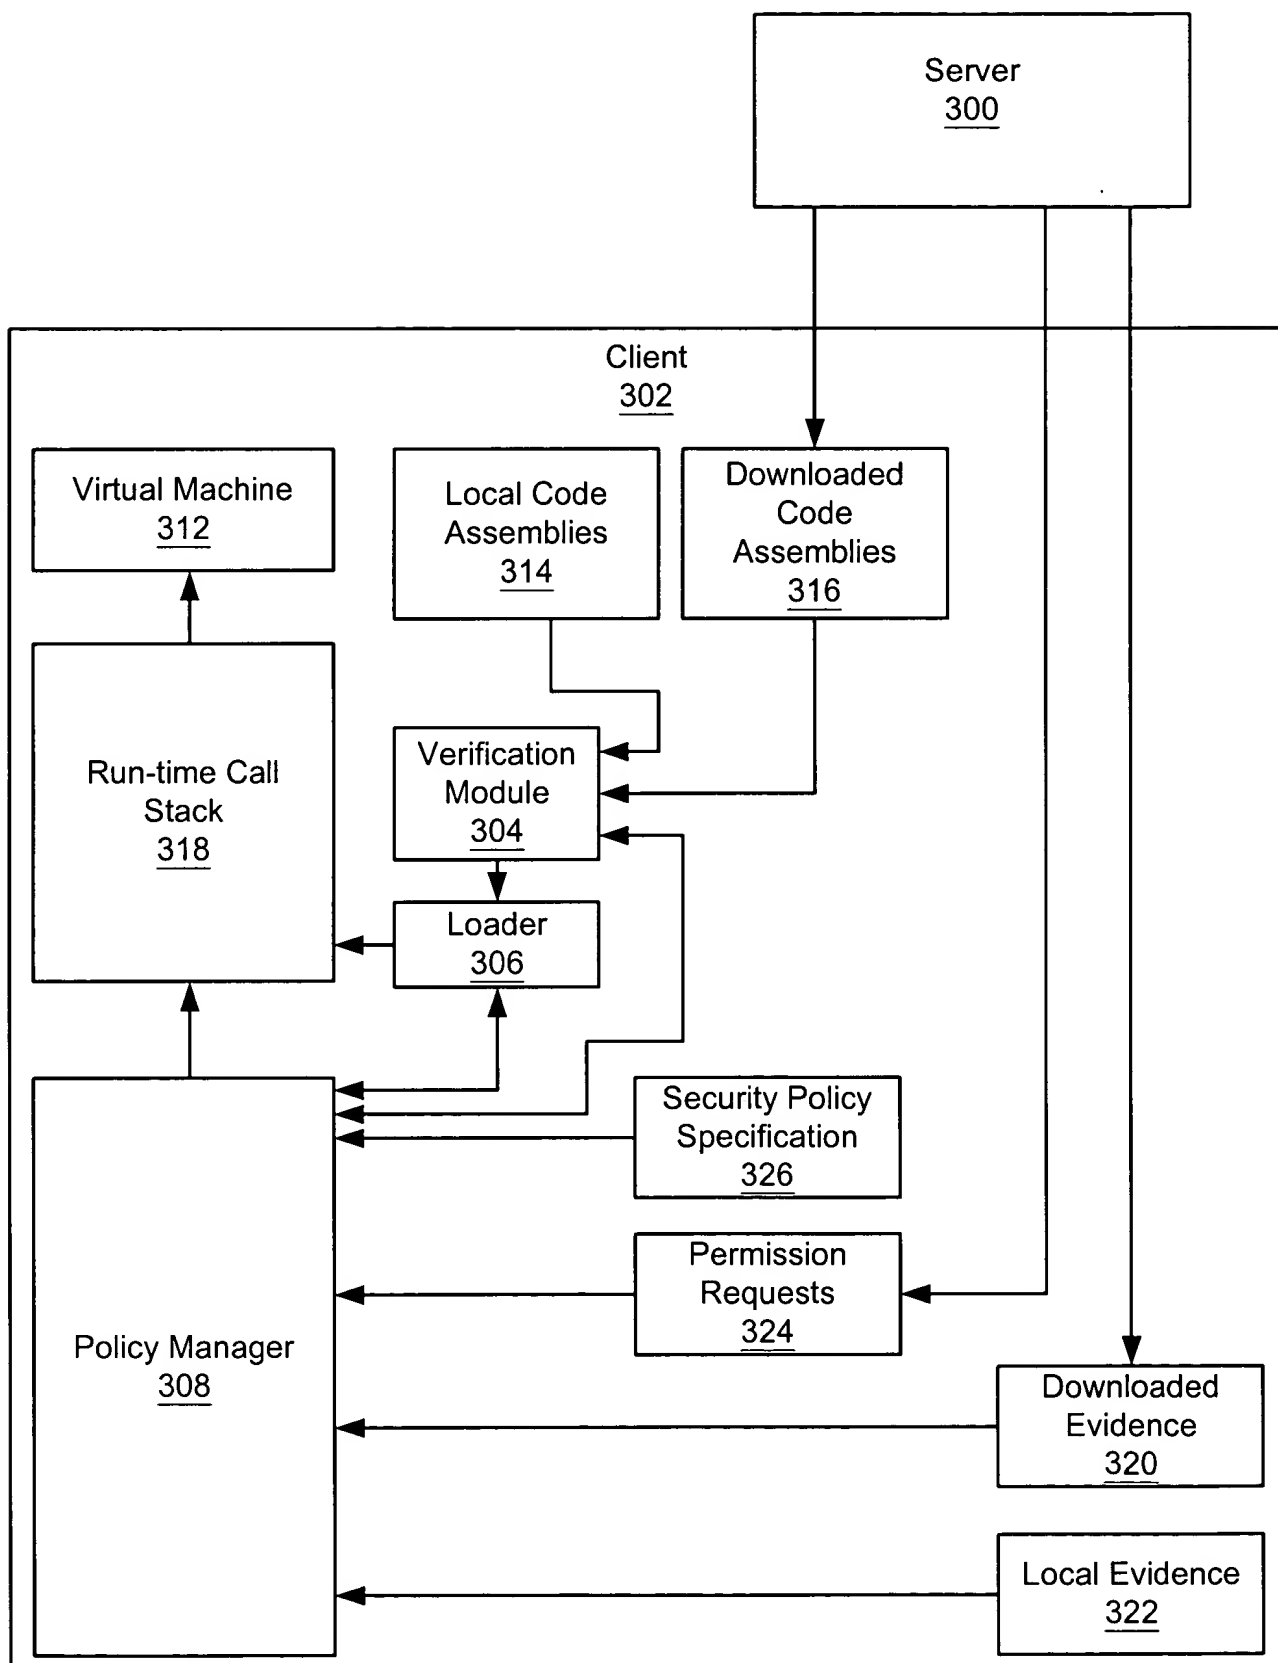 Server
300
Client
302
Virtual Machine
312
Local Code
Assemblies
314
Downloaded
Code
Assemblies
316
Run-time Call
Stack
318
Verification
Module
304
Loader
306
Security Policy
Specification
326
Permission
Requests
324
Policy Manager
308
Downloaded
Evidence
320
Local Evidence
322